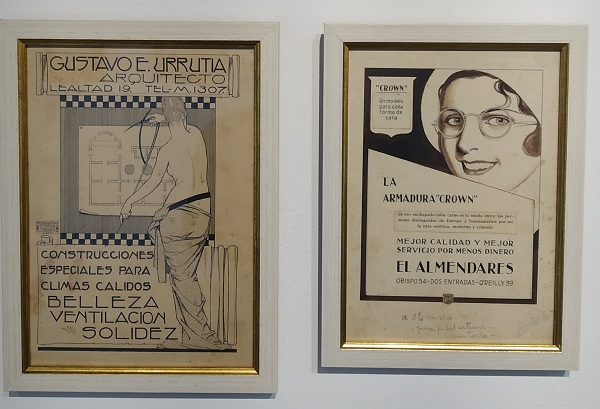 GUSTAVO E. URRUTIA
ARQUITECTO
LEALTAD 19. TEL-M.1307.
CONSTRUCCIONES
ESPECIALES PARA
CLIMAS CALIDOS
BELLEZA
VENTILACION
SOLIDEZ
"CROWN"
Un modelo
para cada
forma de
cara
LA
ARMADURA "CROWN"
MEJOR CALIDAD Y MEJOR
SERVICIO POR MENOS DINERO
EL ALMENDARES
OBISPO 54 - DOS ENTRADAS - O'REILLY 39